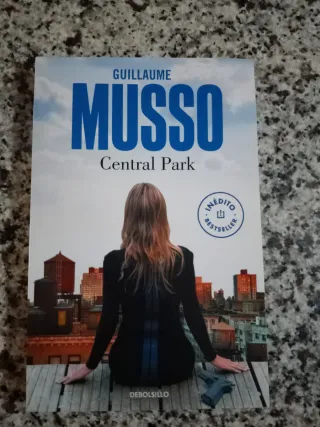 GUILLAUME
MUSSO
Central Park
INÉDITO
BESTSELLER
DEBOLSILLO